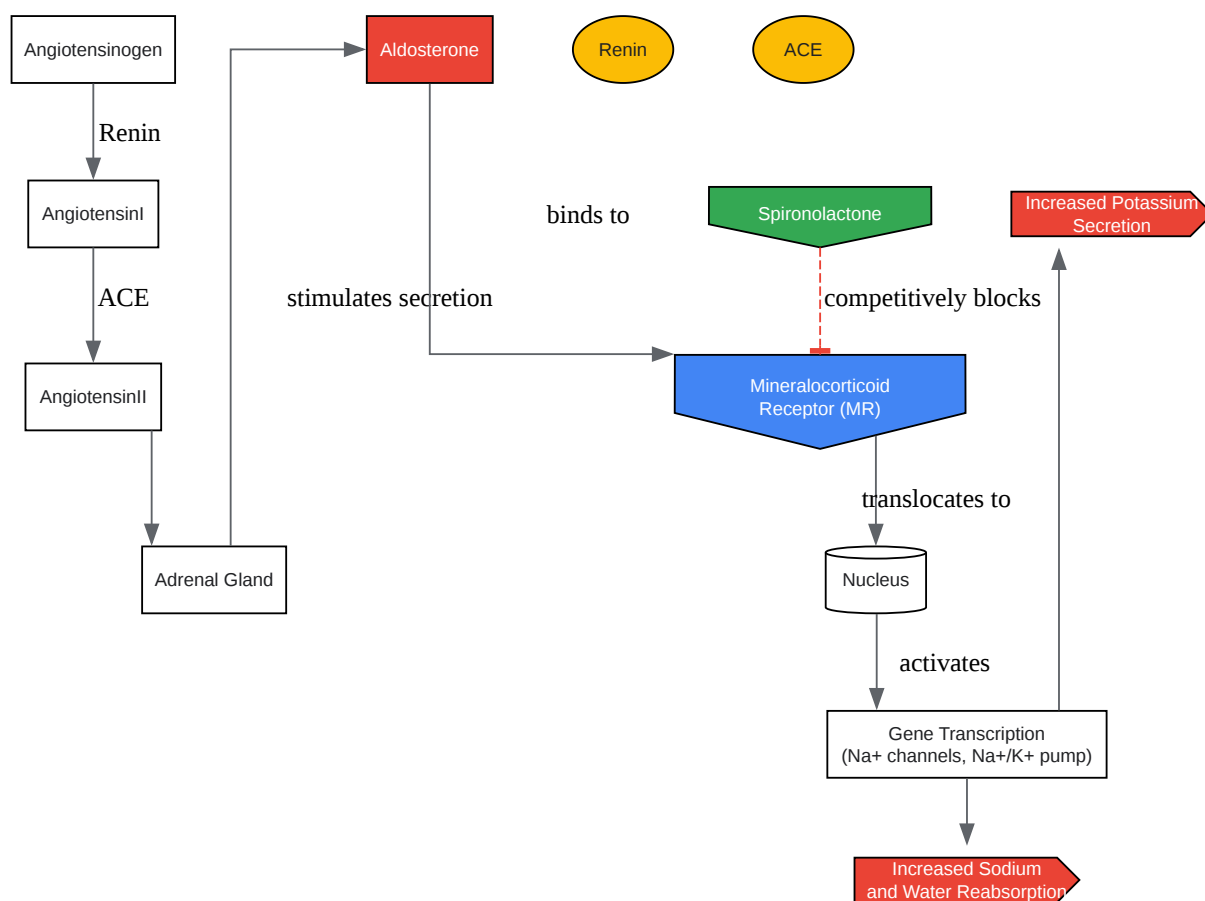 Angiotensinogen
Aldosterone
Renin
ACE
Renin
AngiotensinI
binds to
Spironolactone
Increased Potassium
Secretion
ACE
stimulates secretion
competitively blocks
AngiotensinII
Mineralocorticoid
Receptor (MR)
translocates to
Adrenal Gland
Nucleus
activates
Gene Transcription
(Na+ channels, Na+/K+ pump)
Increased Sodium
and Water Reabsorption